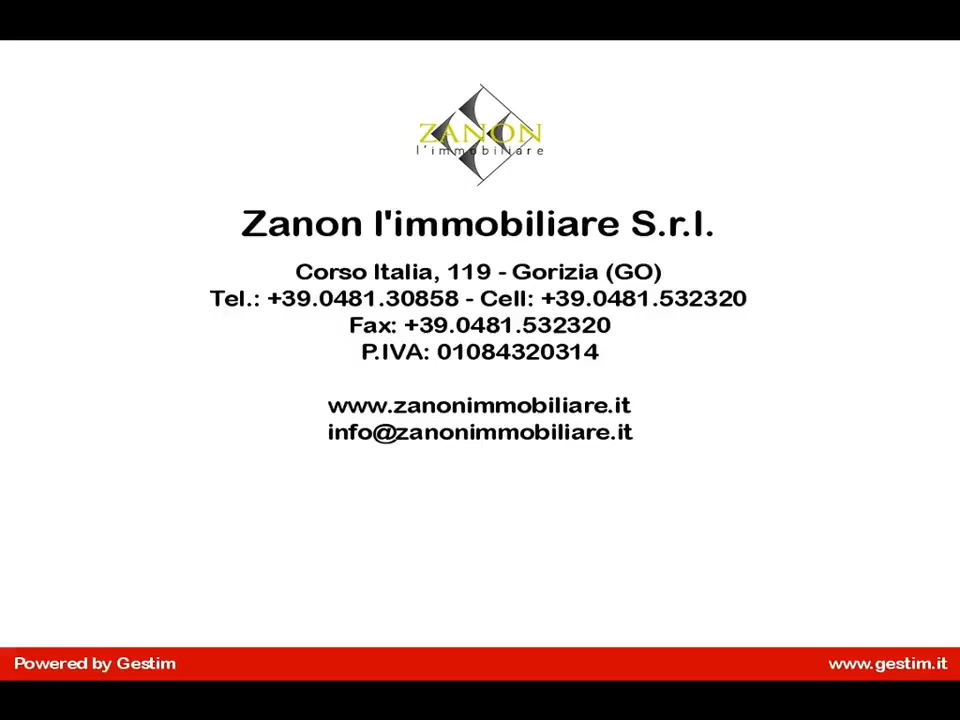 ZANON
l'immobiliare
Zanon l'immobiliare S.r.l.
Corso Italia, 119 - Gorizia (GO)
Tel.: +39.0481.30858 - Cell: +39.0481.532320
Fax: +39.0481.532320
P.IVA: 01084320314
www.zanonimmobiliare.it
info@zanonimmobiliare.it
Powered by Gestim
www.gestim.it